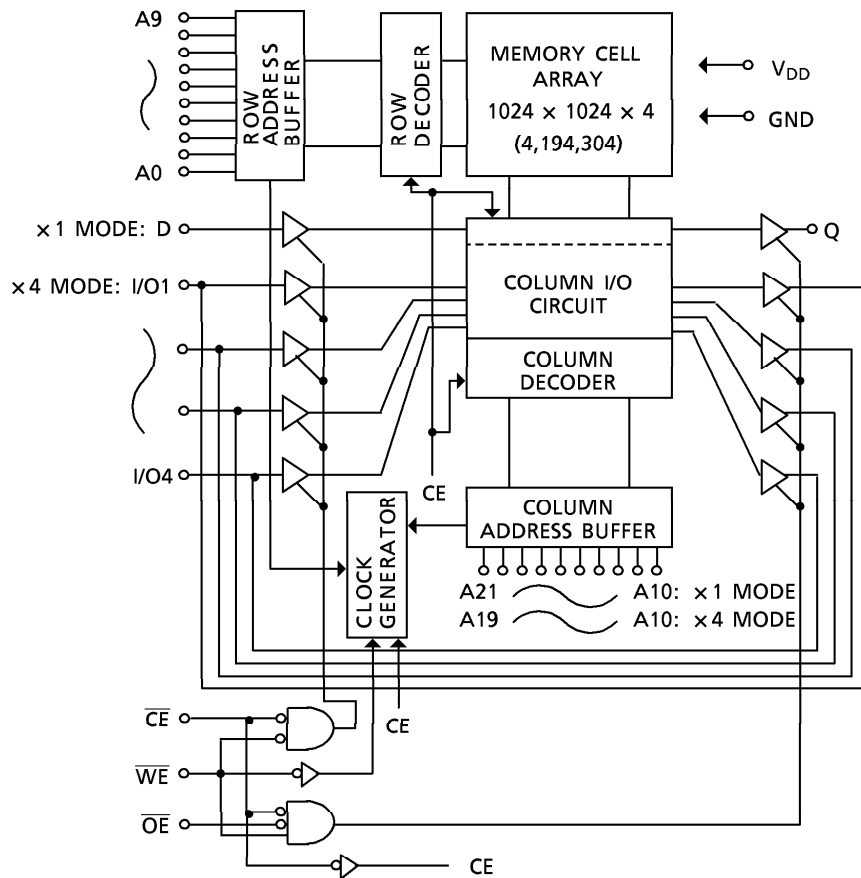 A9
A0
ROW
ADDRESS
BUFFER
ROW
DECODER
MEMORY CELL
ARRAY
1024 × 1024 × 4
(4,194,304)
VDD
GND
×1 MODE: D
×4 MODE: I/O1
I/O4
COLUMN I/O
CIRCUIT
COLUMN
DECODER
Q
CE
CLOCK
GENERATOR
COLUMN
ADDRESS BUFFER
A21 A10: ×1 MODE
A19 A10: ×4 MODE
CE
C̅E̅
W̅E̅
O̅E̅
CE